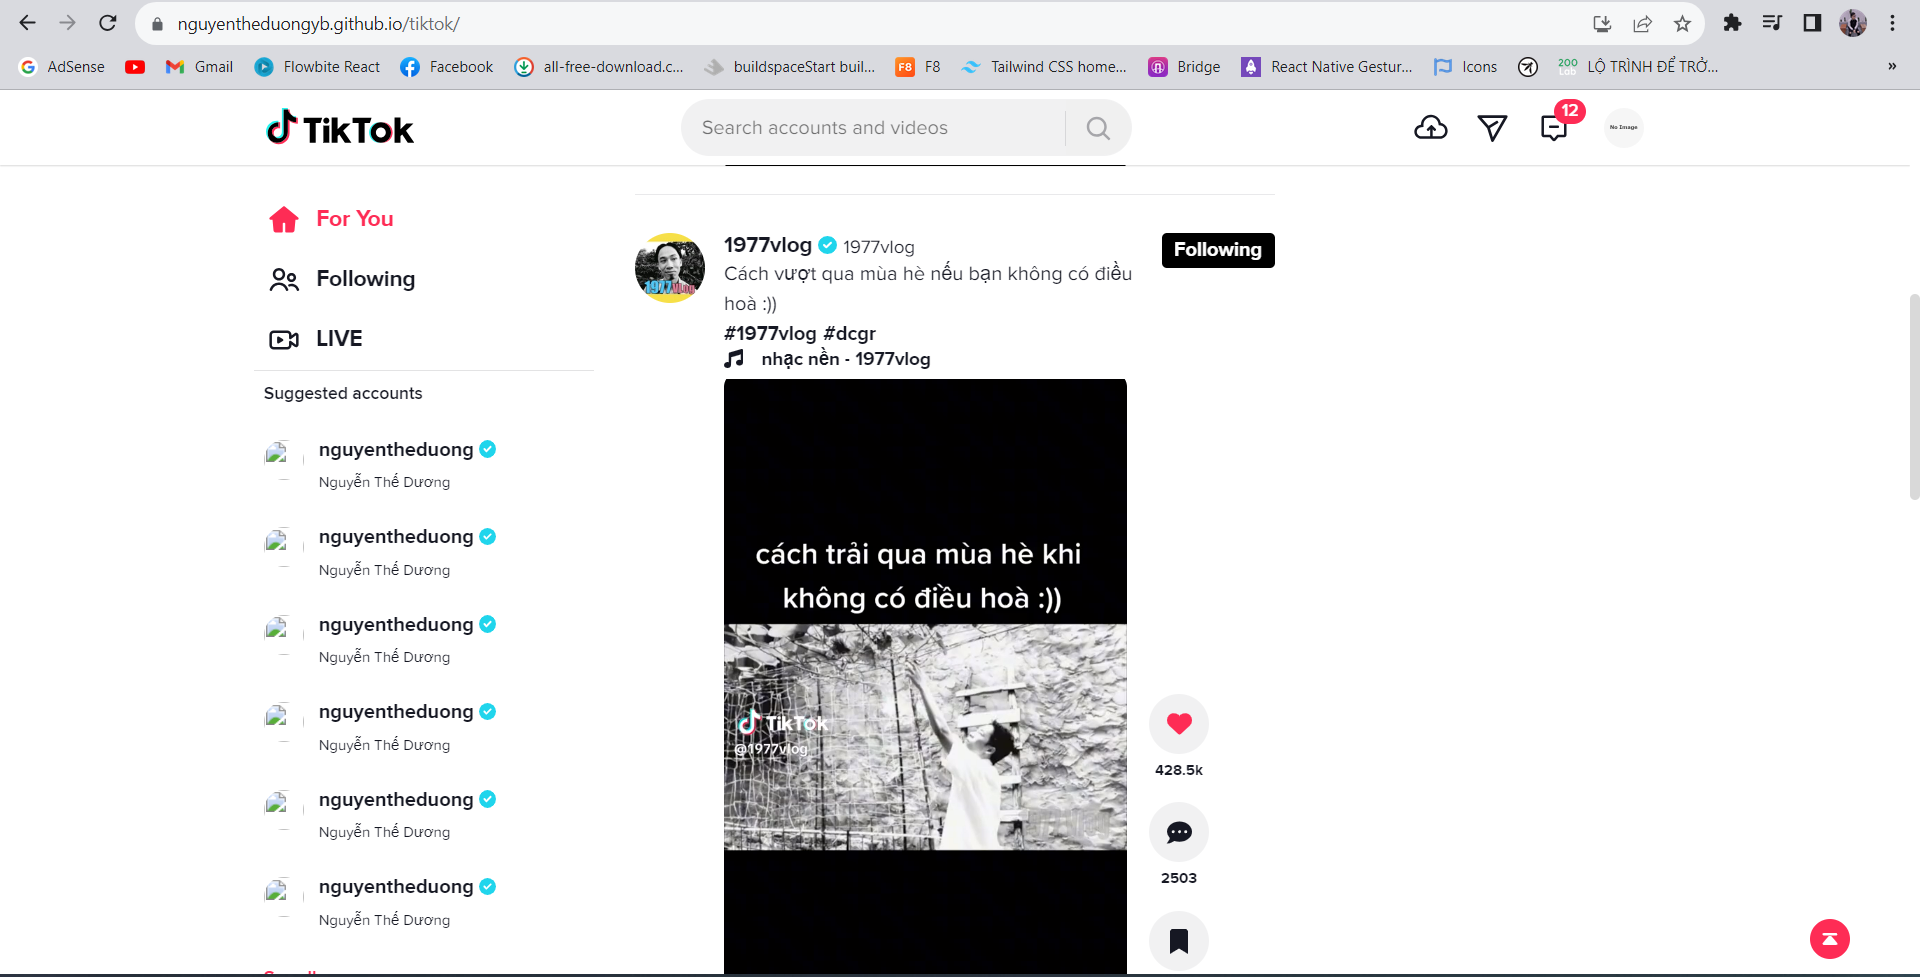 nguyentheduongyb.github.io/tiktok/
AdSense
Gmail
Flowbite React
Facebook
all-free-download.c...
buildspaceStart buil...
F8 F8
Tailwind CSS home...
Bridge
React Native Gestur...
Icons
200 Lab LỘ TRÌNH ĐỂ TRỞ...
»
TikTok
Search accounts and videos
12
No Image
For You
Following
LIVE
Suggested accounts
nguyentheduong
Nguyễn Thế Dương
nguyentheduong
Nguyễn Thế Dương
nguyentheduong
Nguyễn Thế Dương
nguyentheduong
Nguyễn Thế Dương
nguyentheduong
Nguyễn Thế Dương
nguyentheduong
Nguyễn Thế Dương
1977vlog
1977vlog 1977vlog
Following
Cách vượt qua mùa hè nếu bạn không có điều
hoà :))
#1977vlog #dcgr
nhạc nền - 1977vlog
cách trải qua mùa hè khi
không có điều hoà :))
TikTok
@1977vlog
428.5k
2503